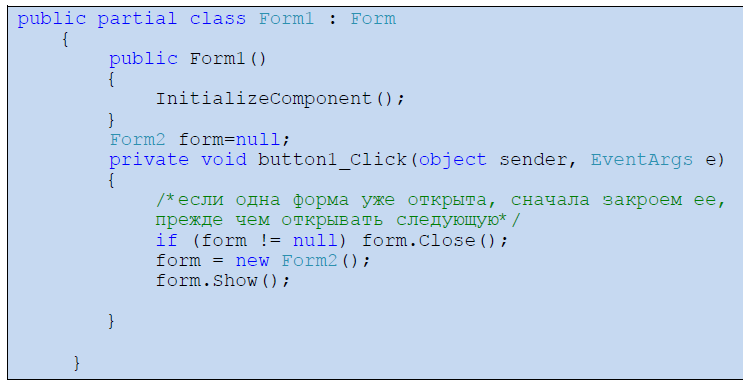 public partial class Form1 : Form
{
public Form1()
{
InitializeComponent();
}
Form2 form=null;
private void button1_Click(object sender, EventArgs e)
{
/*если одна форма уже открыта, сначала закроем ее,
прежде чем открывать следующую*/
if (form != null) form.Close();
form = new Form2();
form.Show();
}
}